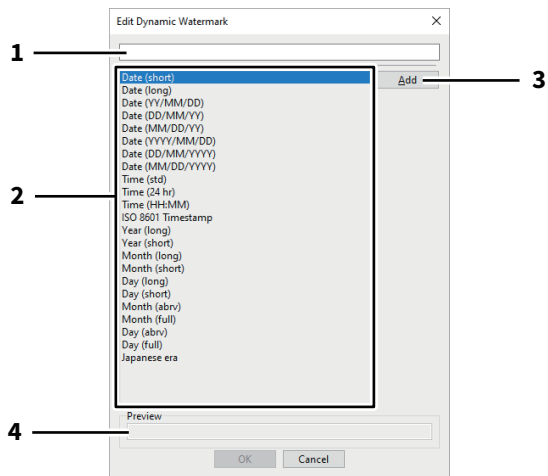 Edit Dynamic Watermark
1
Date (short)
Add
3
Date (long)
Date (YY/MM/DD)
Date (DD/MM/YY)
Date (MM/DD/YY)
Date (YYYY/MM/DD)
Date (DD/MM/YYYY)
Date (MM/DD/YYYY)
Time (std)
2
Time (24 hr)
Time (HH:MM)
ISO 8601 Timestamp
Year (long)
Year (short)
Month (long)
Month (short)
Day (long)
Day (short)
Month (abrv)
Month (full)
Day (abrv)
Day (full)
Japanese era
Preview
4
OK
Cancel